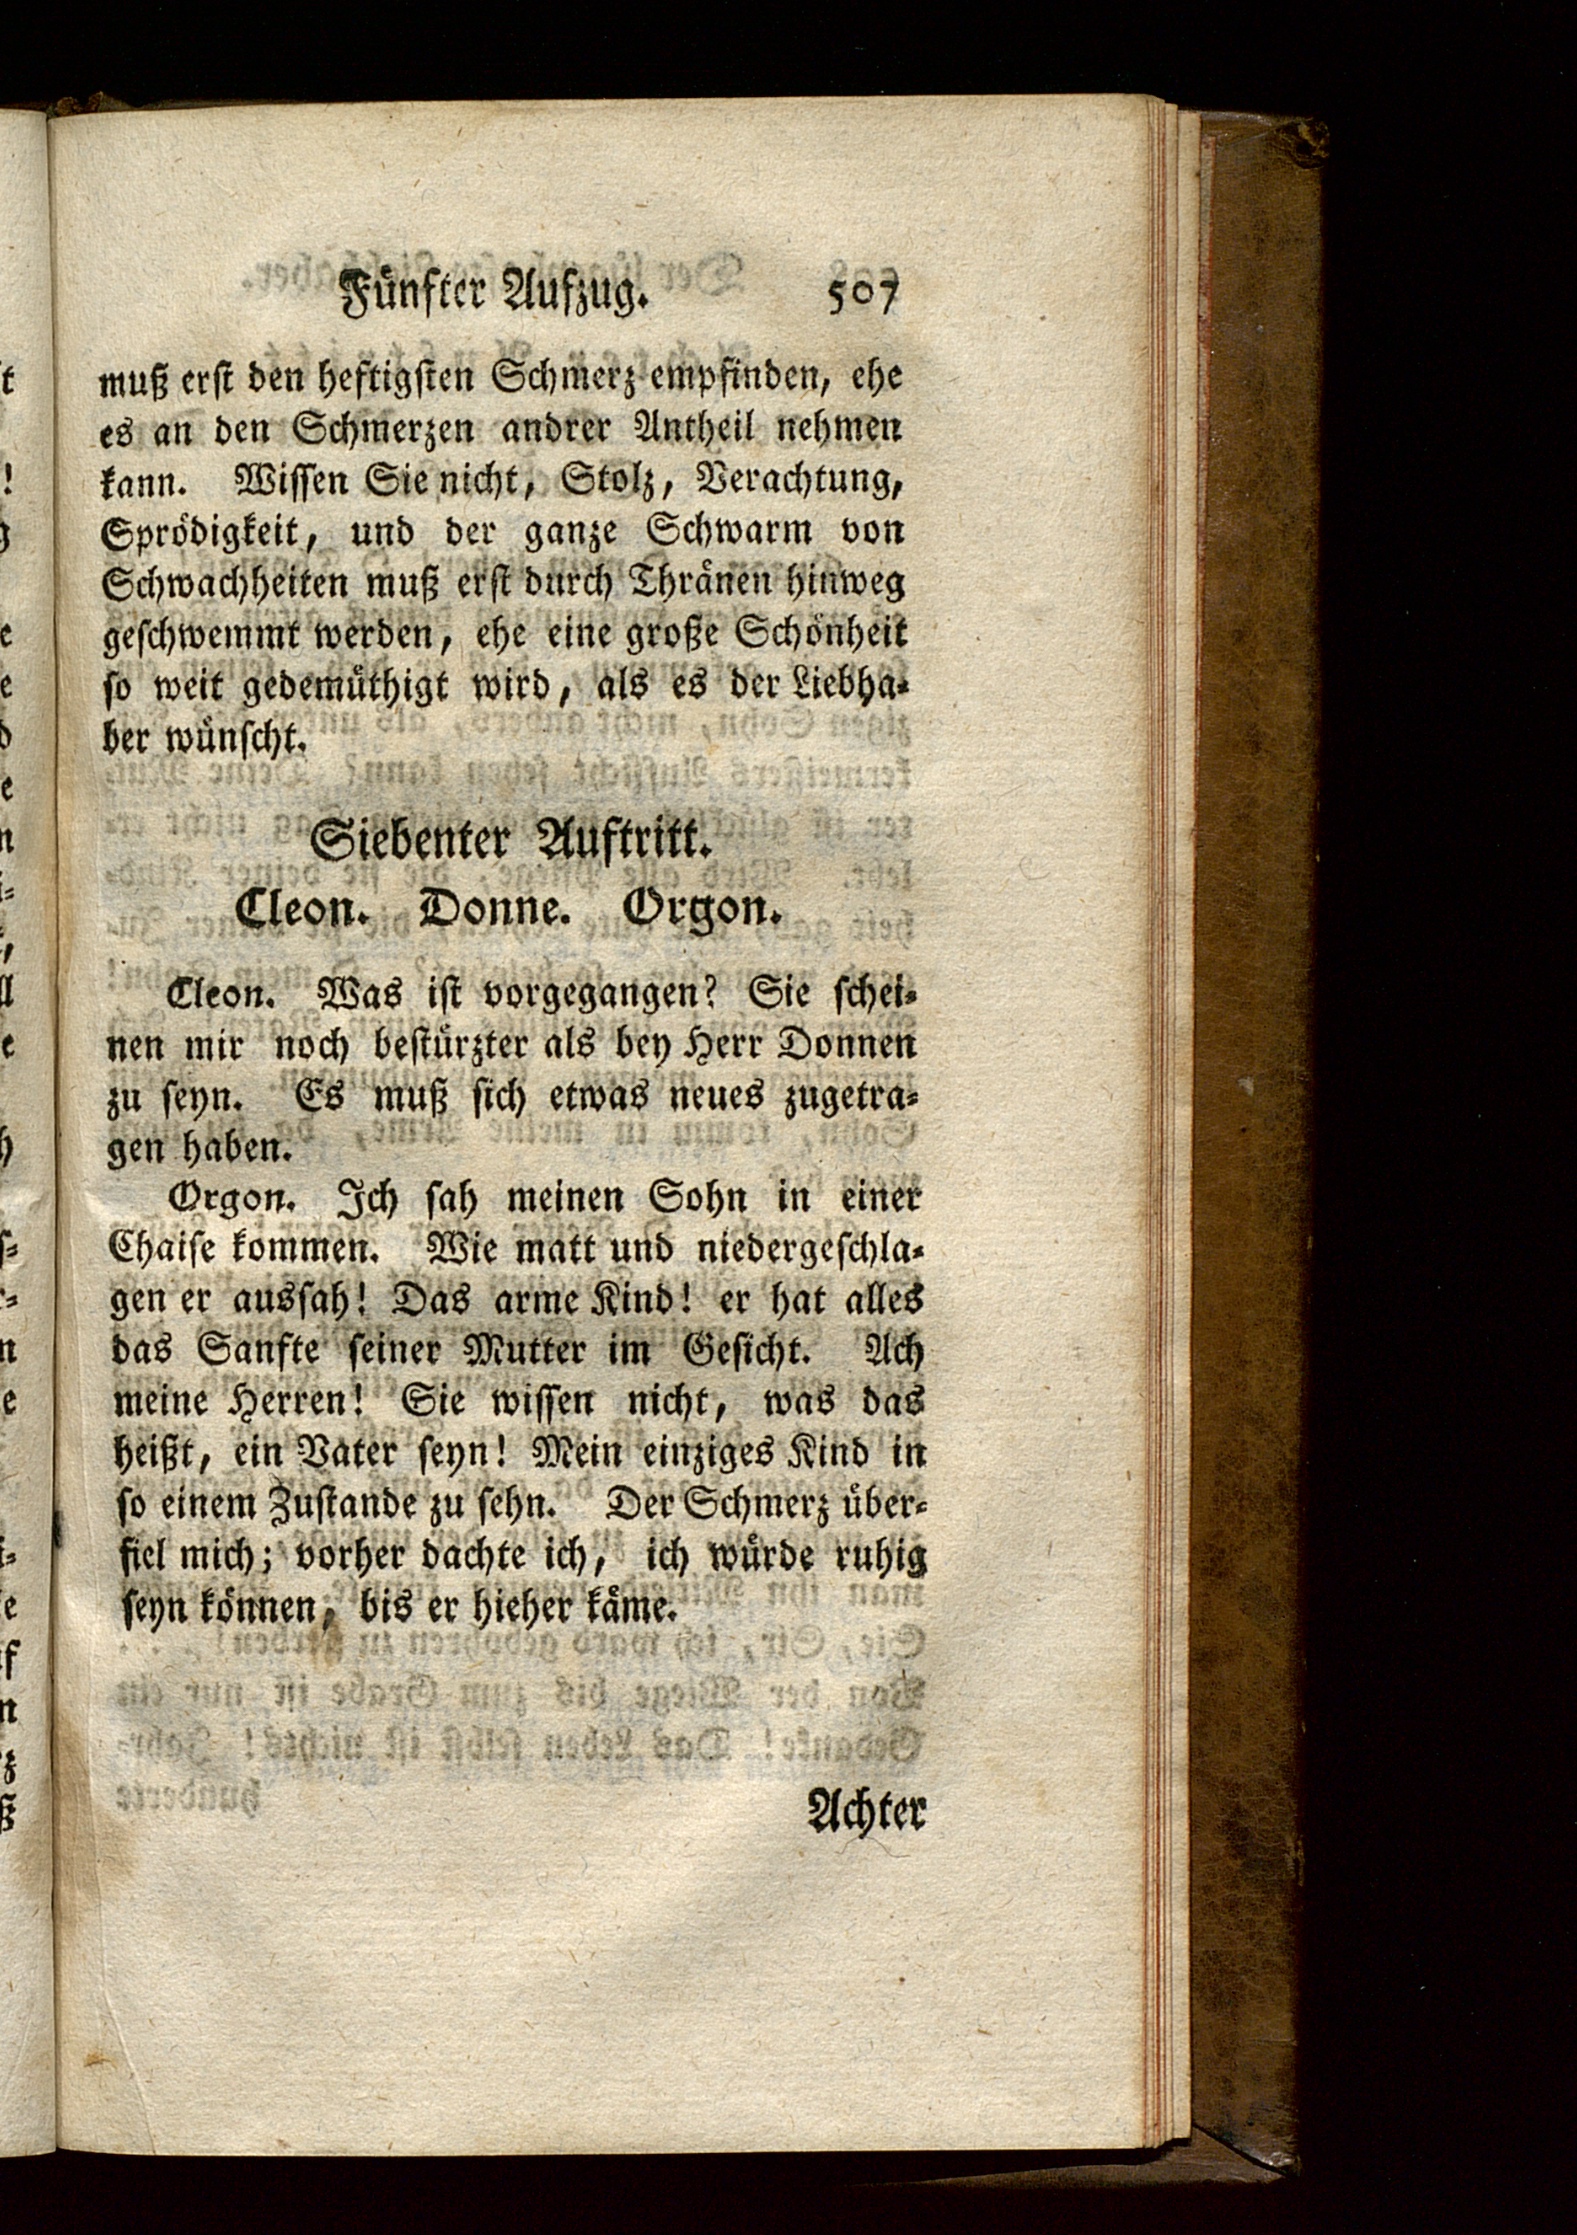 Fünfter Aufzug. 507
muß erst den heftigsten Schmerz empfinden, ehe
es an den Schmerzen andrer Antheil nehmen
kann. Wissen Sie nicht, Stolz, Verachtung,
Sprödigkeit, und der ganze Schwarm von
Schwachheiten muß erst durch Thränen hinweg
geschwemmt werden, ehe eine große Schönheit
so weit gedemüthigt wird, als es der Liebha-
ber wünscht.
Siebenter Auftritt.
Cleon. Donne. Orgon.
Cleon. Was ist vorgegangen? Sie schei-
nen mir noch bestürzter als bey Herr Donnen
zu seyn. Es muß sich etwas neues zugetra-
gen haben.
Orgon. Ich sah meinen Sohn in einer
Chaise kommen. Wie matt und niedergeschla-
gen er aussah! Das arme Kind! er hat alles
das Sanfte seiner Mutter im Gesicht. Ach
meine Herren! Sie wissen nicht, was das
heißt, ein Vater seyn! Mein einziges Kind in
so einem Zustande zu sehn. Der Schmerz über-
fiel mich; vorher dachte ich, ich würde ruhig
seyn können, bis er hieher käme.
Achter